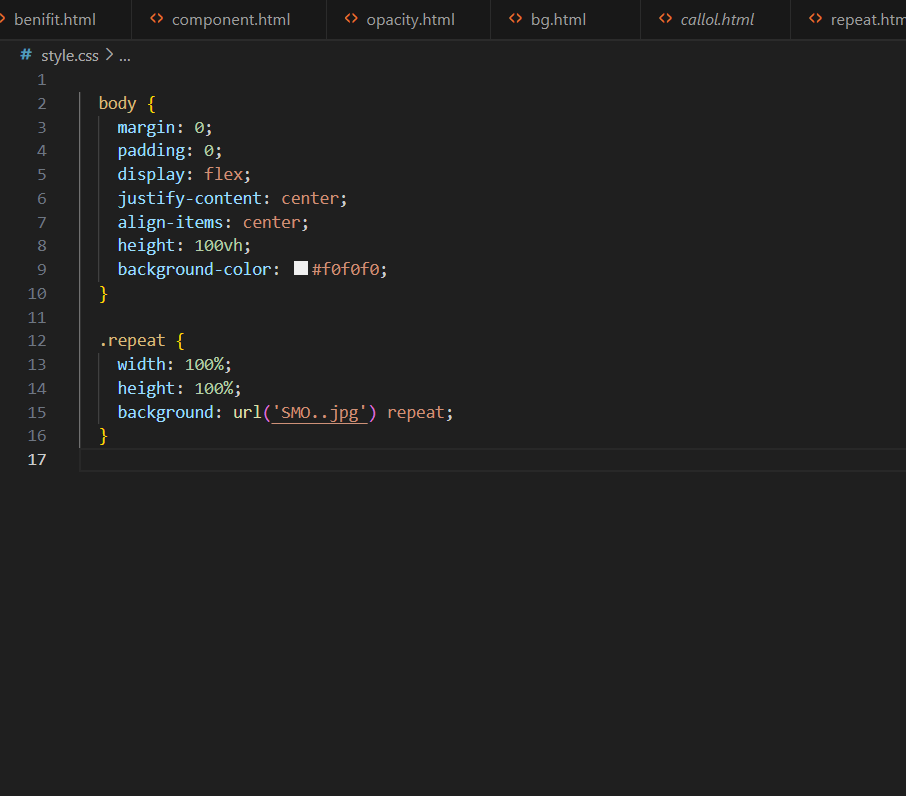 benifit.html component.html opacity.html bg.html callol.html repeat.htm
# style.css > ...
1
2 body {
3 margin: 0;
4 padding: 0;
5 display: flex;
6 justify-content: center;
7 align-items: center;
8 height: 100vh;
9 background-color: #f0f0f0;
10 }
11
12 .repeat {
13 width: 100%;
14 height: 100%;
15 background: url('SMO..jpg') repeat;
16 }
17